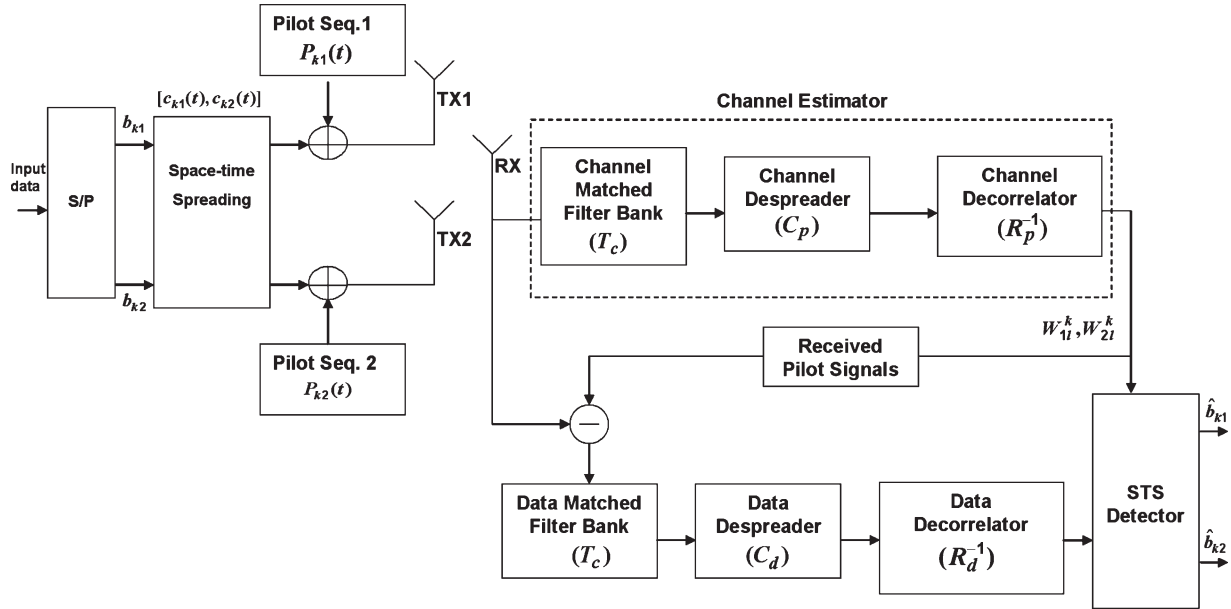 Pilot Seq.1
P_{k1}(t)
TX1
[c_{k1}(t), c_{k2}(t)]
b_{k1}
Input
data
S/P
Space-time
Spreading
b_{k2}
TX2
Pilot Seq. 2
P_{k2}(t)
Channel Estimator
RX
Channel
Matched
Filter Bank
(T_c)
Channel
Despreader
(C_p)
Channel
Decorrelator
(R_p^{-1})
W_{1l}^k, W_{2l}^k
Received
Pilot Signals
Data Matched
Filter Bank
(T_c)
Data
Despreader
(C_d)
Data
Decorrelator
(R_d^{-1})
STS
Detector
b̂_{k1}
b̂_{k2}